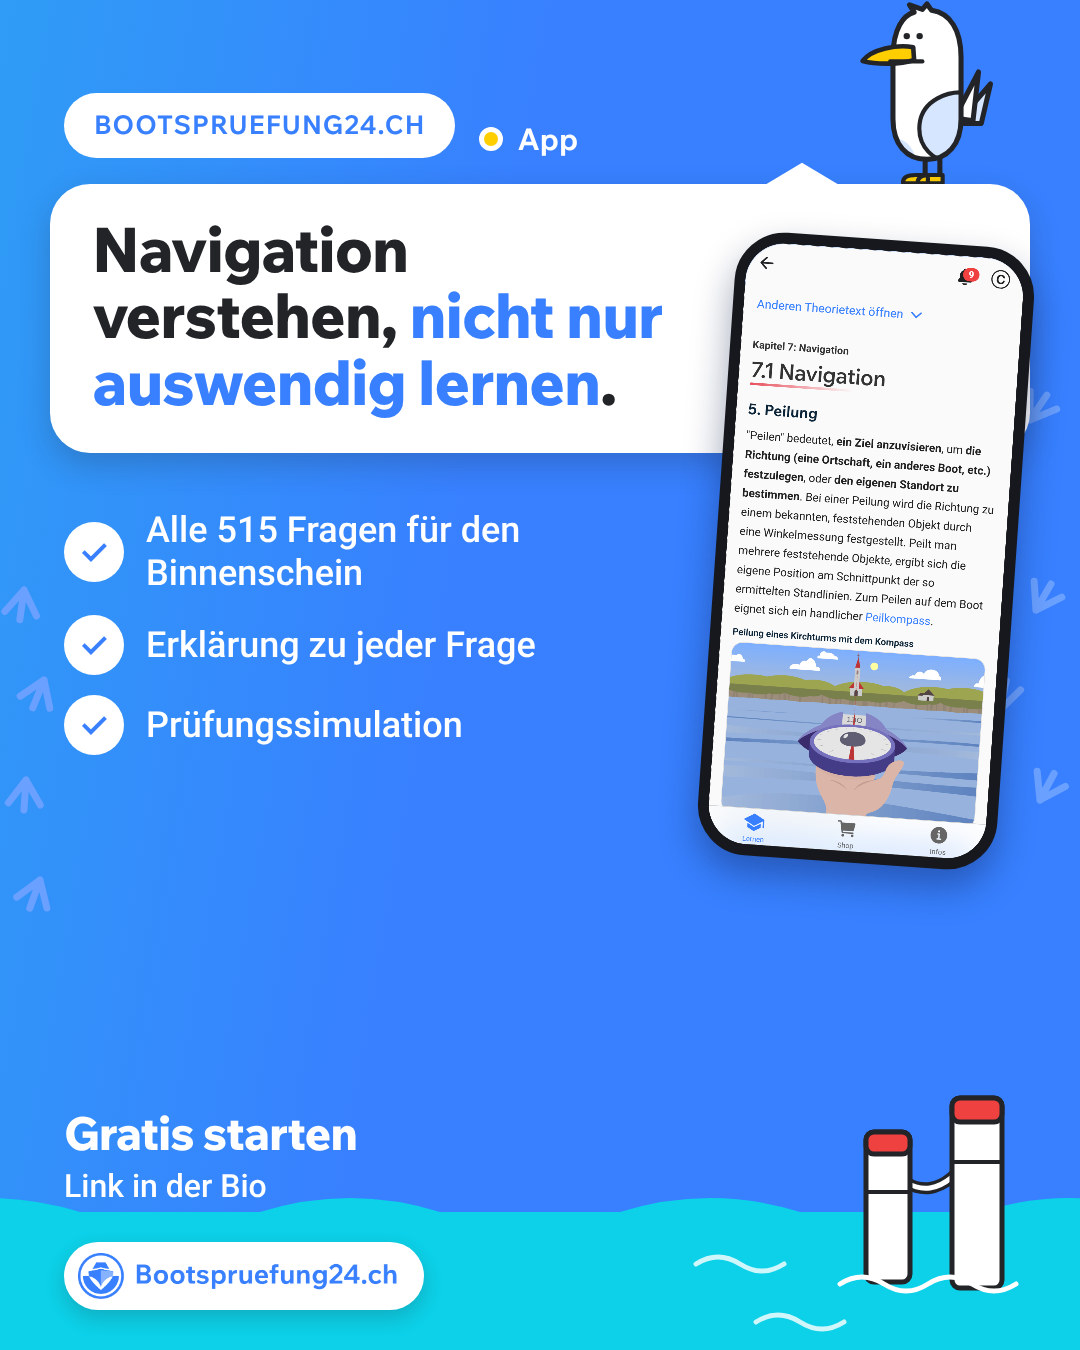 BOOTSPRUEFUNG24.CH
App
Navigation
verstehen, nicht nur
auswendig lernen.
Alle 515 Fragen für den
Binnenschein
Erklärung zu jeder Frage
Prüfungssimulation
9
C
Anderen Theorietext öffnen
Kapitel 7: Navigation
7.1 Navigation
5. Peilung
"Peilen" bedeutet, ein Ziel anzuvisieren, um die
Richtung (eine Ortschaft, ein anderes Boot, etc.)
festzulegen, oder den eigenen Standort zu
bestimmen. Bei einer Peilung wird die Richtung zu
einem bekannten, feststehenden Objekt durch
eine Winkelmessung festgestellt. Peilt man
mehrere feststehende Objekte, ergibt sich die
eigene Position am Schnittpunkt der so
ermittelten Standlinien. Zum Peilen auf dem Boot
eignet sich ein handlicher Peilkompass.
Peilung eines Kirchturms mit dem Kompass
Lernen
Shop
Infos
Gratis starten
Link in der Bio
Bootspruefung24.ch